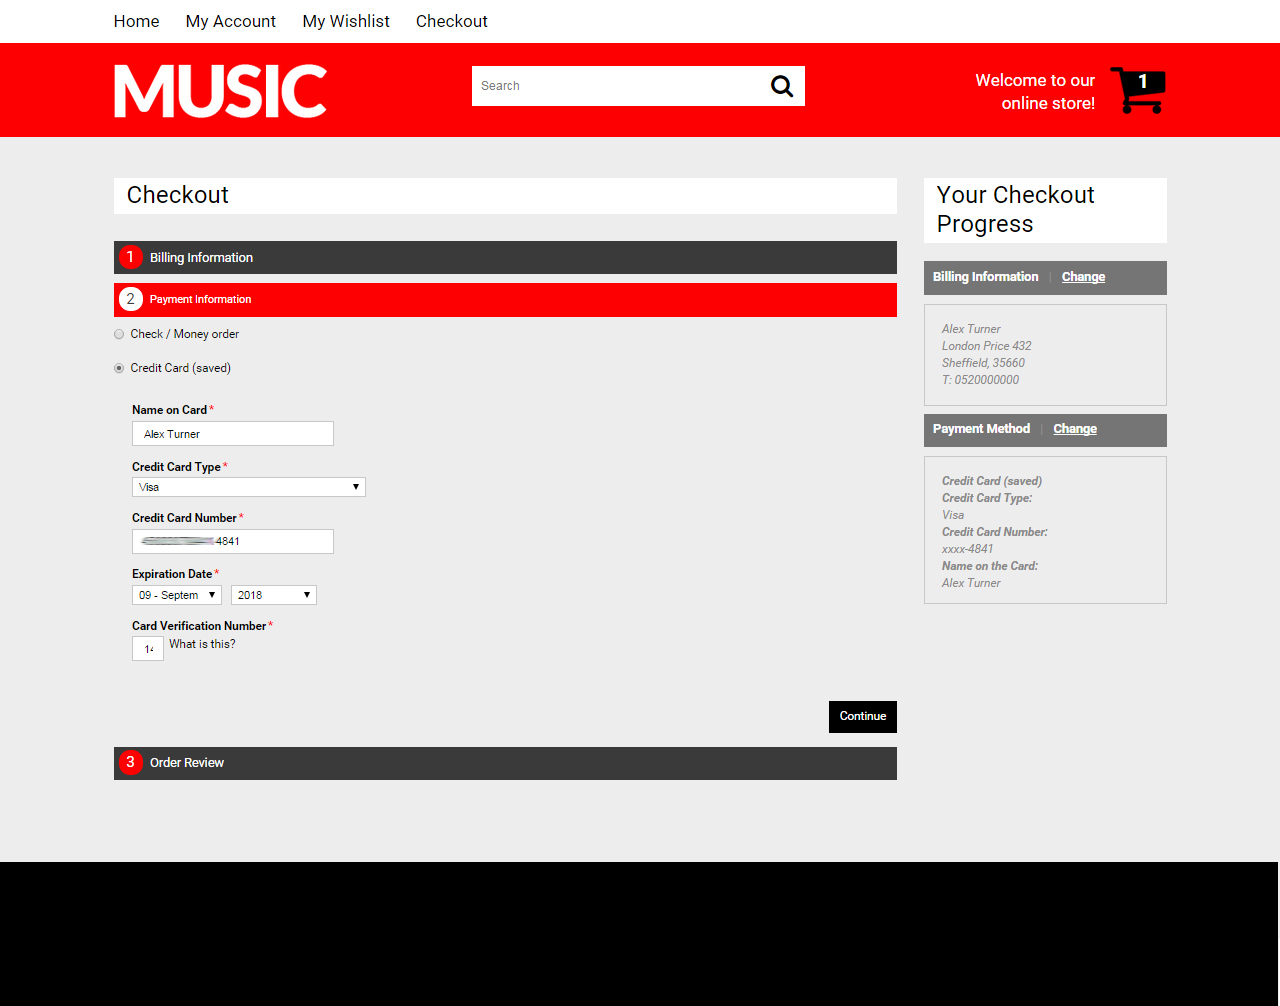 Home My Account My Wishlist Checkout
MUSIC
Search
Welcome to our
online store!
1
Checkout
1 Billing Information
2 Payment Information
Check / Money order
Credit Card (saved)
Name on Card *
Alex Turner
Credit Card Type *
Visa
Credit Card Number *
-4841
Expiration Date *
09 - Septem 2018
Card Verification Number *
What is this?
Continue
3 Order Review
Your Checkout
Progress
Billing Information | Change
Alex Turner
London Price 432
Sheffield, 35660
T: 0520000000
Payment Method | Change
Credit Card (saved)
Credit Card Type:
Visa
Credit Card Number:
xxxx-4841
Name on the Card:
Alex Turner